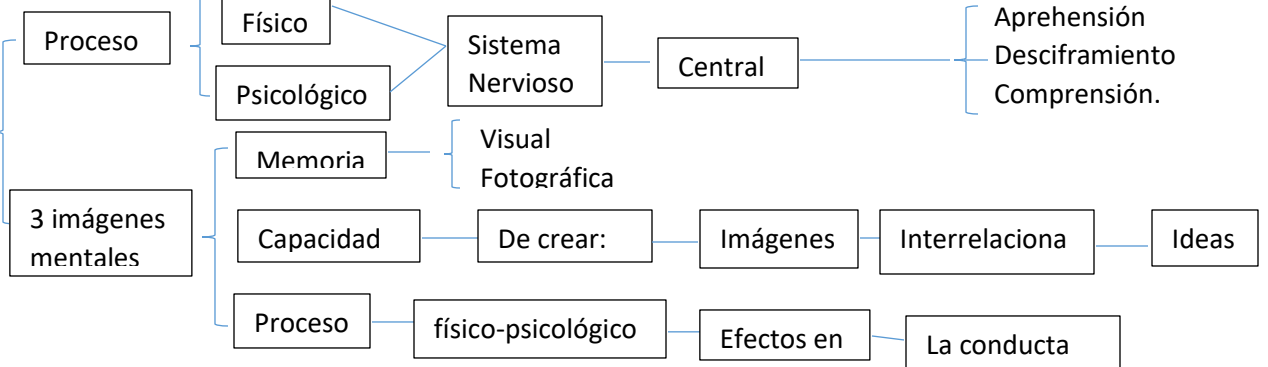 Proceso
Físico
Psicológico
Sistema
Nervioso
Central
Aprehensión
Desciframiento
Comprensión.
3 imágenes
mentales
Memoria
Visual
Fotográfica
Capacidad
De crear:
Imágenes
Interrelaciona
Ideas
Proceso
físico-psicológico
Efectos en
La conducta